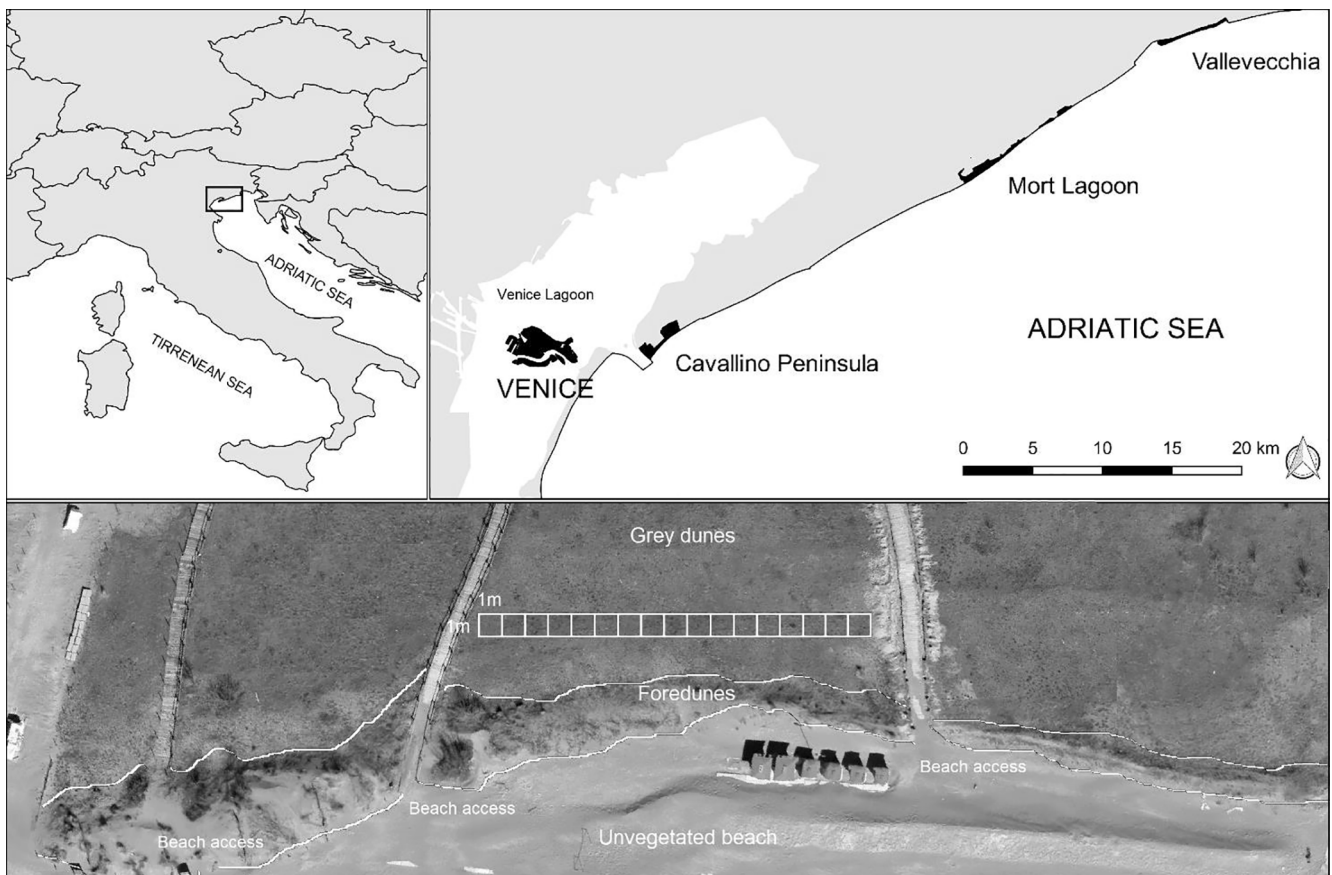 ADRIATIC SEA
TIRRENEAN SEA
Vallevecchia
Mort Lagoon
Venice Lagoon
VENICE
Cavallino Peninsula
ADRIATIC SEA
0 5 10 15 20 km
Grey dunes
1m
1m
Foredunes
Beach access
Beach access
Beach access
Unvegetated beach